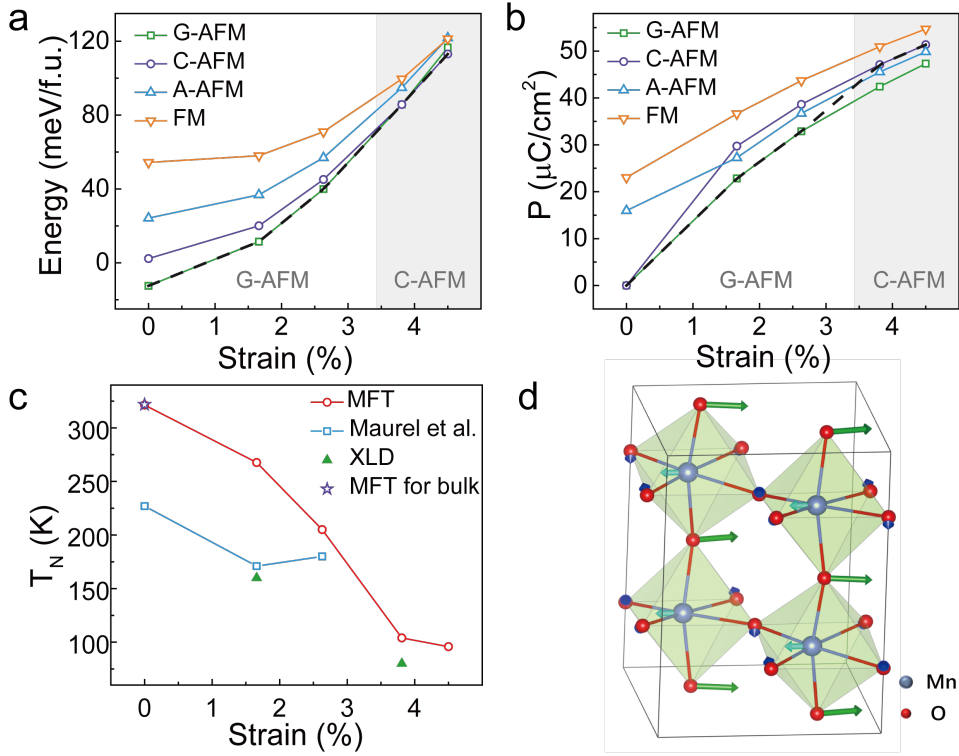 a
Energy (meV/f.u.)
120
80
40
0
G-AFM
C-AFM
A-AFM
FM
G-AFM
C-AFM
0 1 2 3 4
Strain (%)
b
P (μC/cm²)
50
40
30
20
10
0
G-AFM
C-AFM
A-AFM
FM
G-AFM
C-AFM
0 1 2 3 4
Strain (%)
c
T_N (K)
300
250
200
150
100
MFT
Maurel et al.
XLD
MFT for bulk
0 1 2 3 4
Strain (%)
d
Mn
O